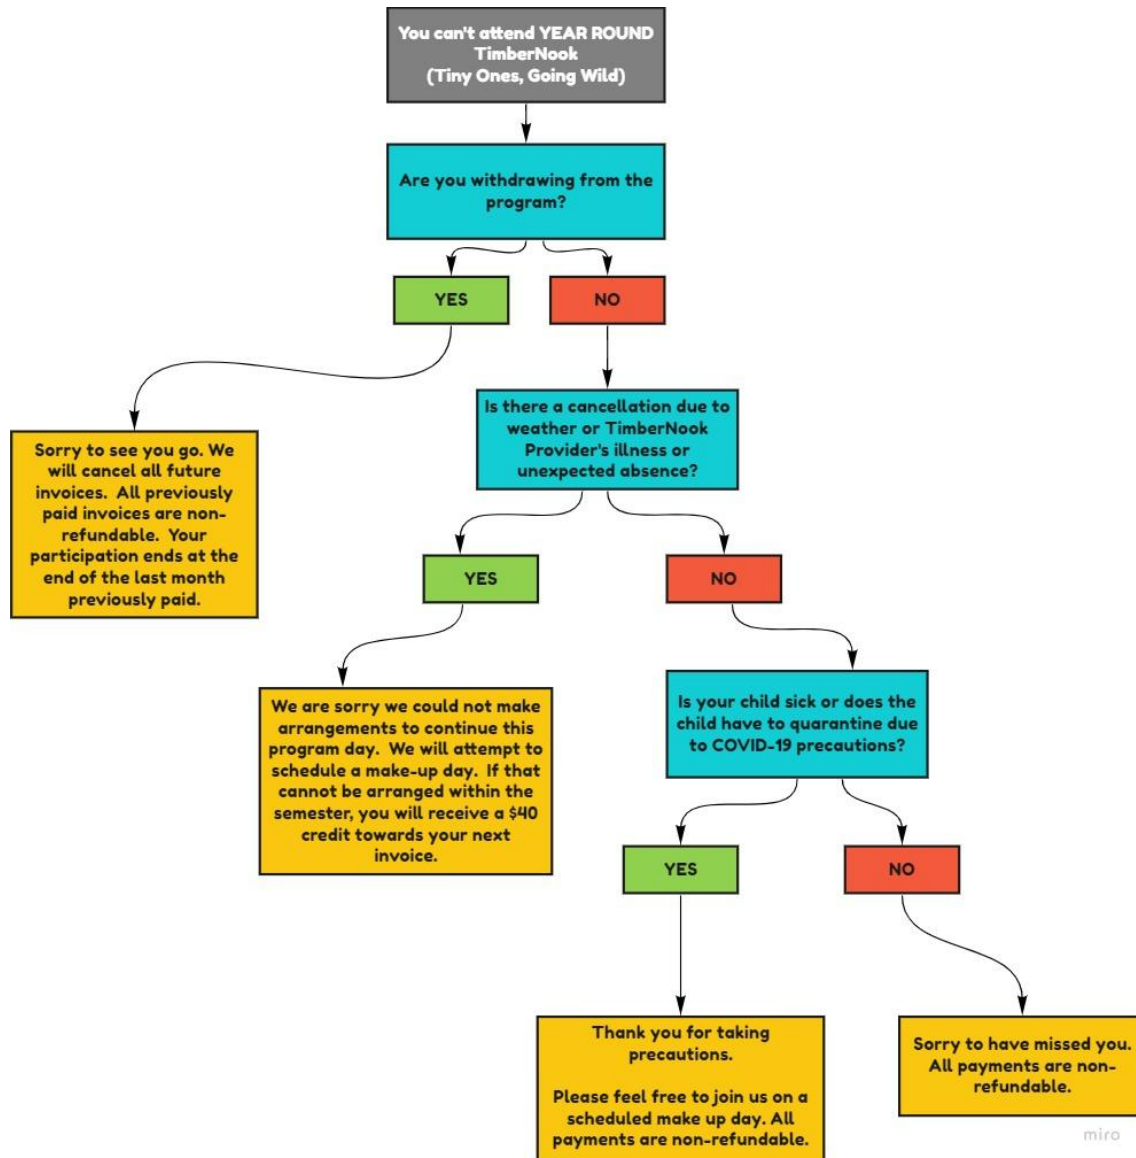 You can't attend YEAR ROUND
TimberNook
(Tiny Ones, Going Wild)
Are you withdrawing from the
program?
YES
NO
Is there a cancellation due to
weather or TimberNook
Provider's illness or
unexpected absence?
Sorry to see you go. We
will cancel all future
invoices. All previously
paid invoices are non-
refundable. Your
participation ends at the
end of the last month
previously paid.
YES
NO
We are sorry we could not make
arrangements to continue this
program day. We will attempt to
schedule a make-up day. If that
cannot be arranged within the
semester, you will receive a $40
credit towards your next
invoice.
Is your child sick or does the
child have to quarantine due
to COVID-19 precautions?
YES
NO
Thank you for taking
precautions.
Please feel free to join us on a
scheduled make up day. All
payments are non-refundable.
Sorry to have missed you.
All payments are non-
refundable.
miro